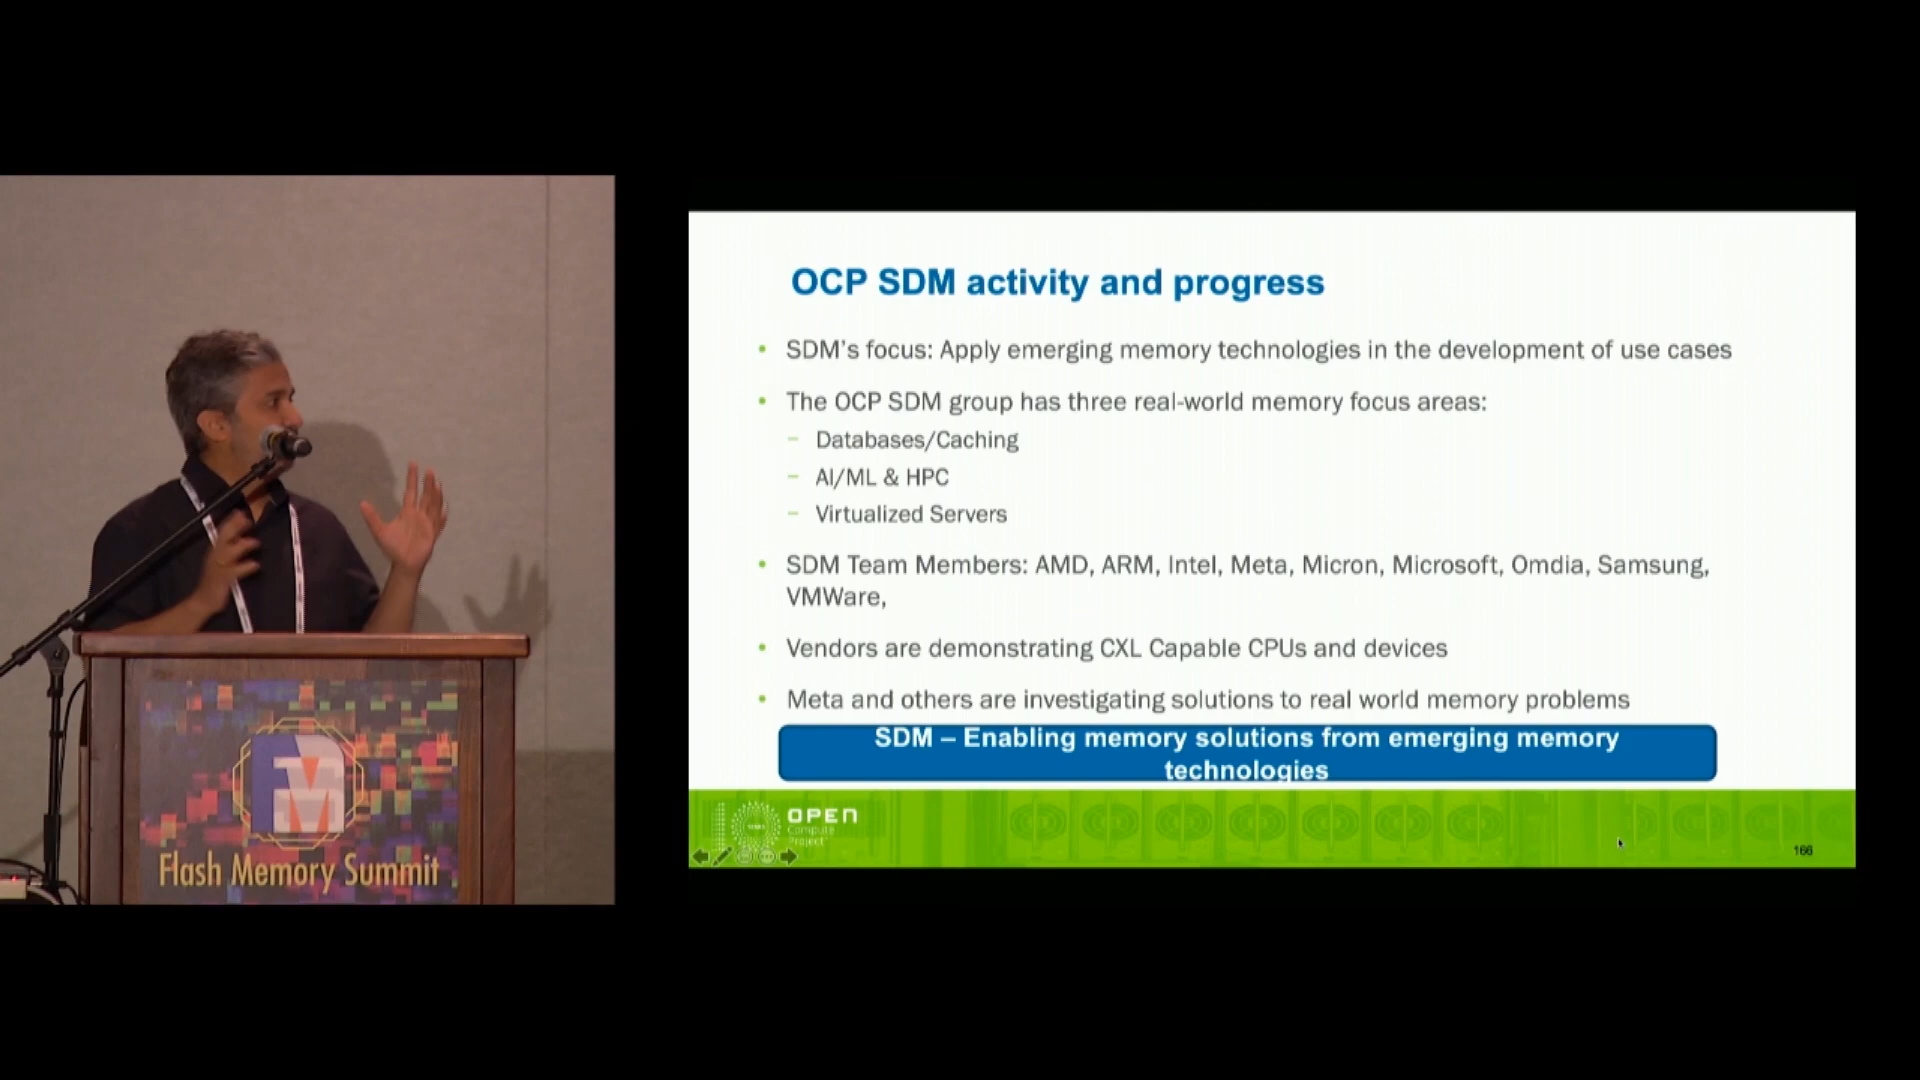 OCP SDM activity and progress
• SDM's focus: Apply emerging memory technologies in the development of use cases
• The OCP SDM group has three real-world memory focus areas:
– Databases/Caching
– AI/ML & HPC
– Virtualized Servers
• SDM Team Members: AMD, ARM, Intel, Meta, Micron, Microsoft, Omdia, Samsung,
VMWare,
• Vendors are demonstrating CXL Capable CPUs and devices
• Meta and others are investigating solutions to real world memory problems
SDM – Enabling memory solutions from emerging memory
technologies
OPEN
Compute
Project
166
FM
Flash Memory Summit